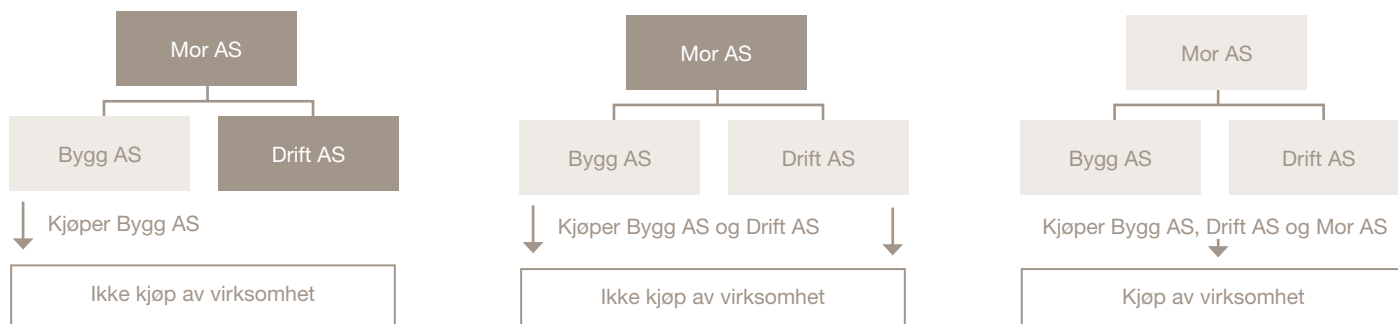 Mor AS
Bygg AS
Drift AS
Kjøper Bygg AS
Ikke kjøp av virksomhet
Mor AS
Bygg AS
Drift AS
Kjøper Bygg AS og Drift AS
Ikke kjøp av virksomhet
Mor AS
Bygg AS
Drift AS
Kjøper Bygg AS, Drift AS og Mor AS
Kjøp av virksomhet